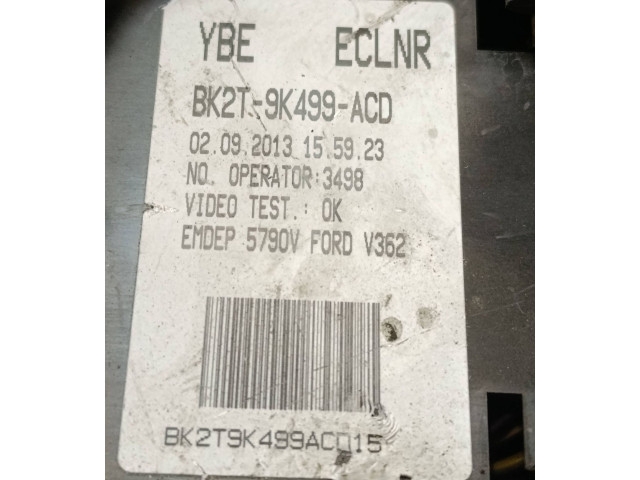 YBE ECLNR
BK2T-9K499-ACD
02.09.2013 15.59.23
NO. OPERATOR:3498
VIDEO TEST.: OK
EMDEP 5790V FORD V362
BK2T9K499ACD15